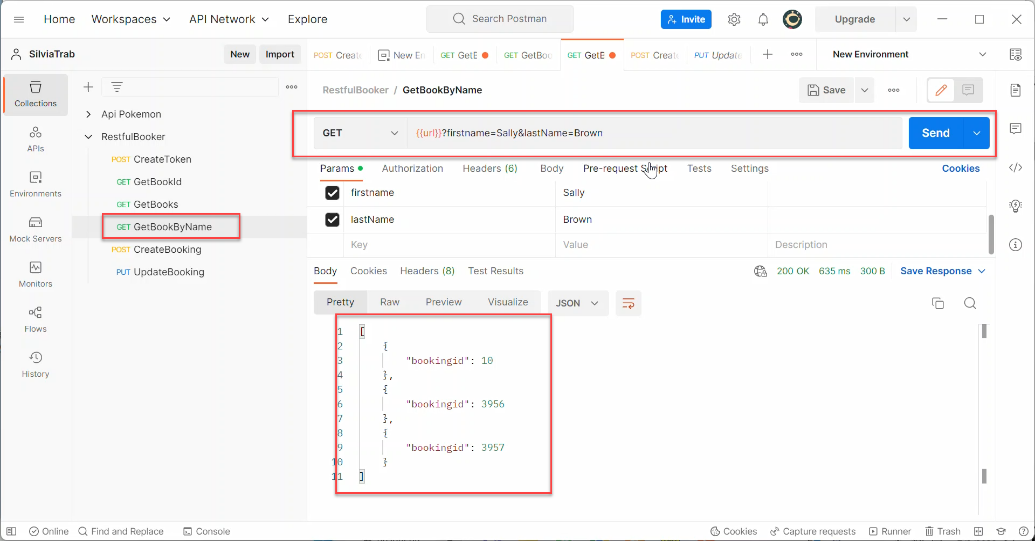 Home Workspaces API Network Explore Search Postman Invite Upgrade
SilviaTrab New Import POST Create New En GET GetE GET GetBoo GET GetE POST Create PUT Update New Environment
Collections
APIs
Environments
Mock Servers
Monitors
Flows
History
Api Pokemon
RestfulBooker
POST CreateToken
GET GetBookId
GET GetBooks
GET GetBookByName
POST CreateBooking
PUT UpdateBooking
RestfulBooker / GetBookByName Save
GET {{url}}?firstname=Sally&lastName=Brown Send
Params Authorization Headers (6) Body Pre-request Script Tests Settings Cookies
firstname Sally
lastName Brown
Key Value Description
Body Cookies Headers (8) Test Results 200 OK 635 ms 300 B Save Response
Pretty Raw Preview Visualize JSON
1 [
2 {
3 "bookingid": 10
4 },
5 {
6 "bookingid": 3956
7 },
8 {
9 "bookingid": 3957
10 }
11 ]
Online Find and Replace Console Cookies Capture requests Runner Trash